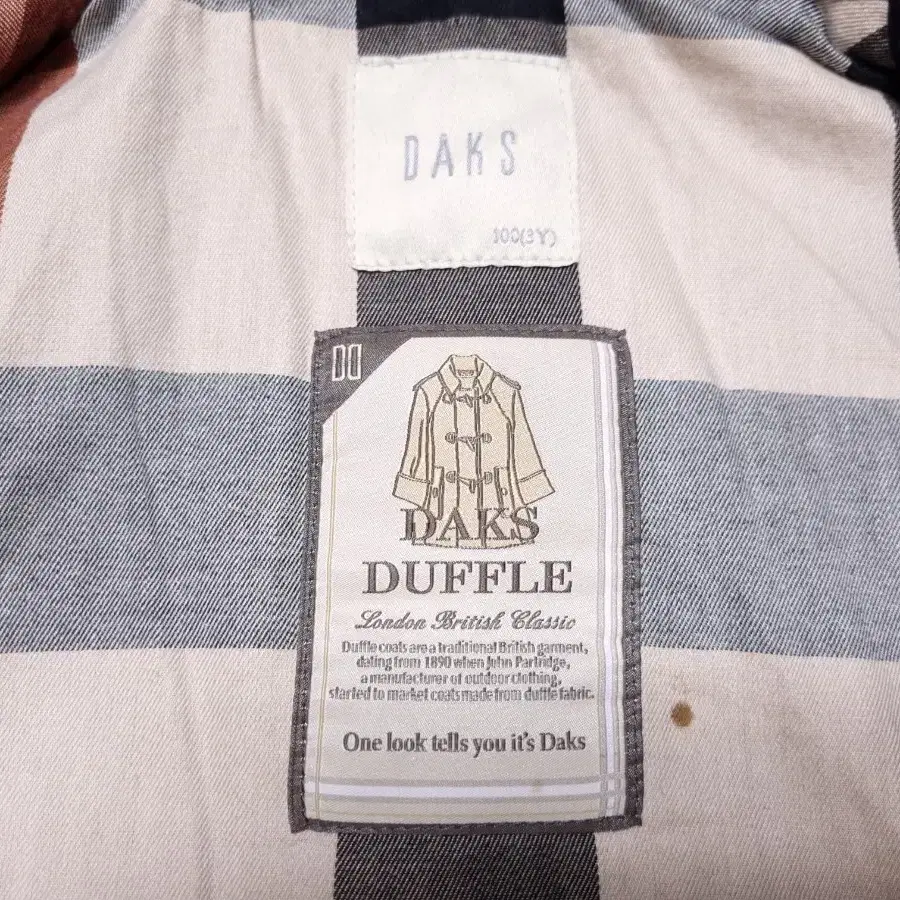 DAKS
100(3Y)
DAKS
DUFFLE
London British Classic
Duffle coats are a traditional British garment,
dating from 1890 when John Partridge,
a manufacturer of outdoor clothing,
started to market coats made from duffle fabric.
One look tells you it's Daks